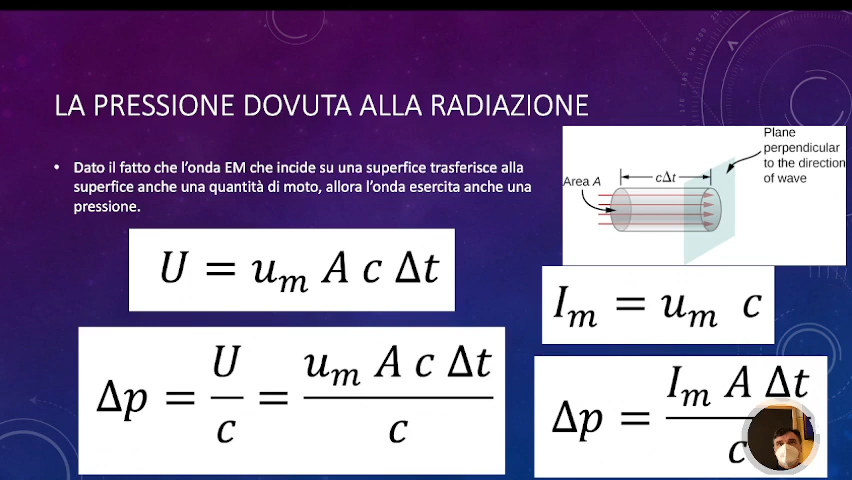 LA PRESSIONE DOVUTA ALLA RADIAZIONE
• Dato il fatto che l'onda EM che incide su una superfice trasferisce alla
superfice anche una quantità di moto, allora l'onda esercita anche una
pressione.
Plane
perpendicular
to the direction
of wave
Area A
cΔt
U = u_m A c Δt
I_m = u_m c
Δp = U/c = u_m A c Δt / c
Δp = I_m A Δt / c